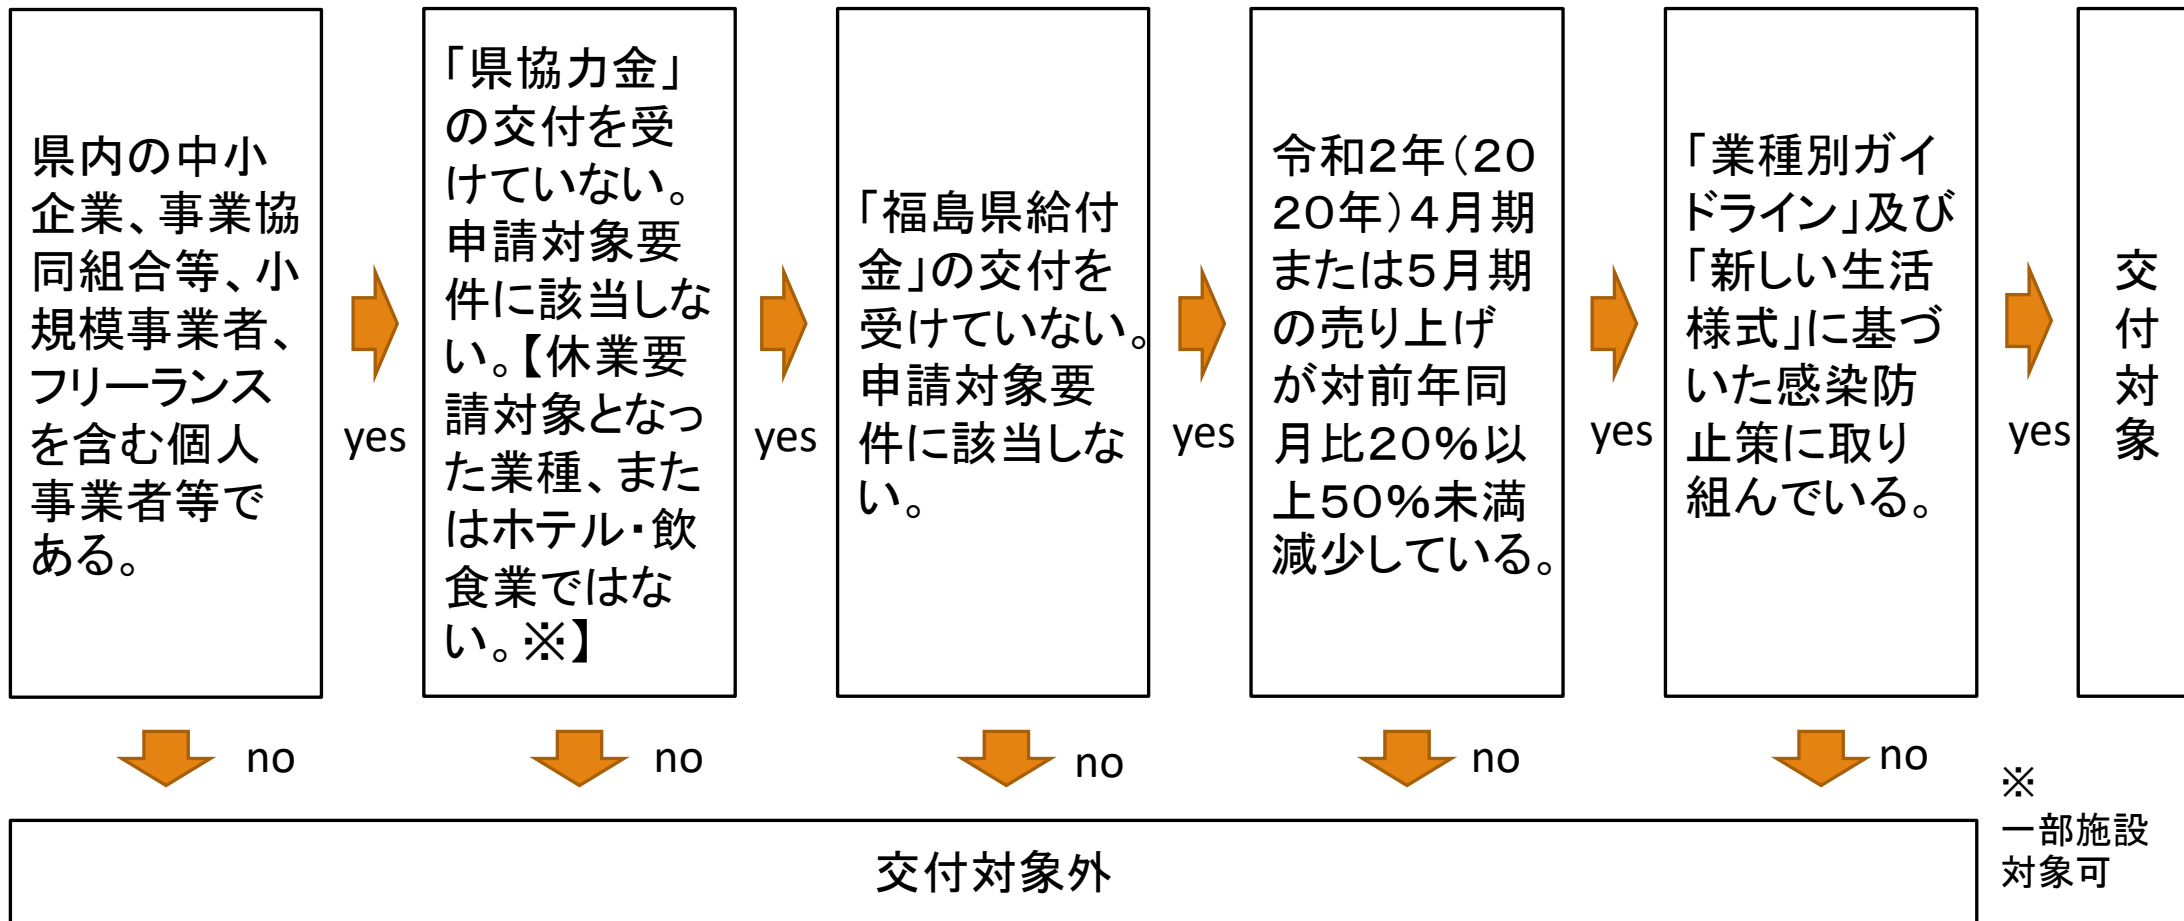 県内の中小
企業、事業協
同組合等、小
規模事業者、
フリーランス
を含む個人
事業者等で
ある。
yes
「県協力金」
の交付を受
けていない。
申請対象要
件に該当しな
い。【休業要
請対象となっ
た業種、また
はホテル・飲
食業ではな
い。※】
yes
「福島県給付
金」の交付を
受けていない。
申請対象要
件に該当しな
い。
yes
令和2年(20
20年)4月期
または5月期
の売り上げ
が対前年同
月比20%以
上50%未満
減少している。
yes
「業種別ガイ
ドライン」及び
「新しい生活
様式」に基づ
いた感染防
止策に取り
組んでいる。
yes
交
付
対
象
no
no
no
no
no
※
一部施設
対象可
交付対象外